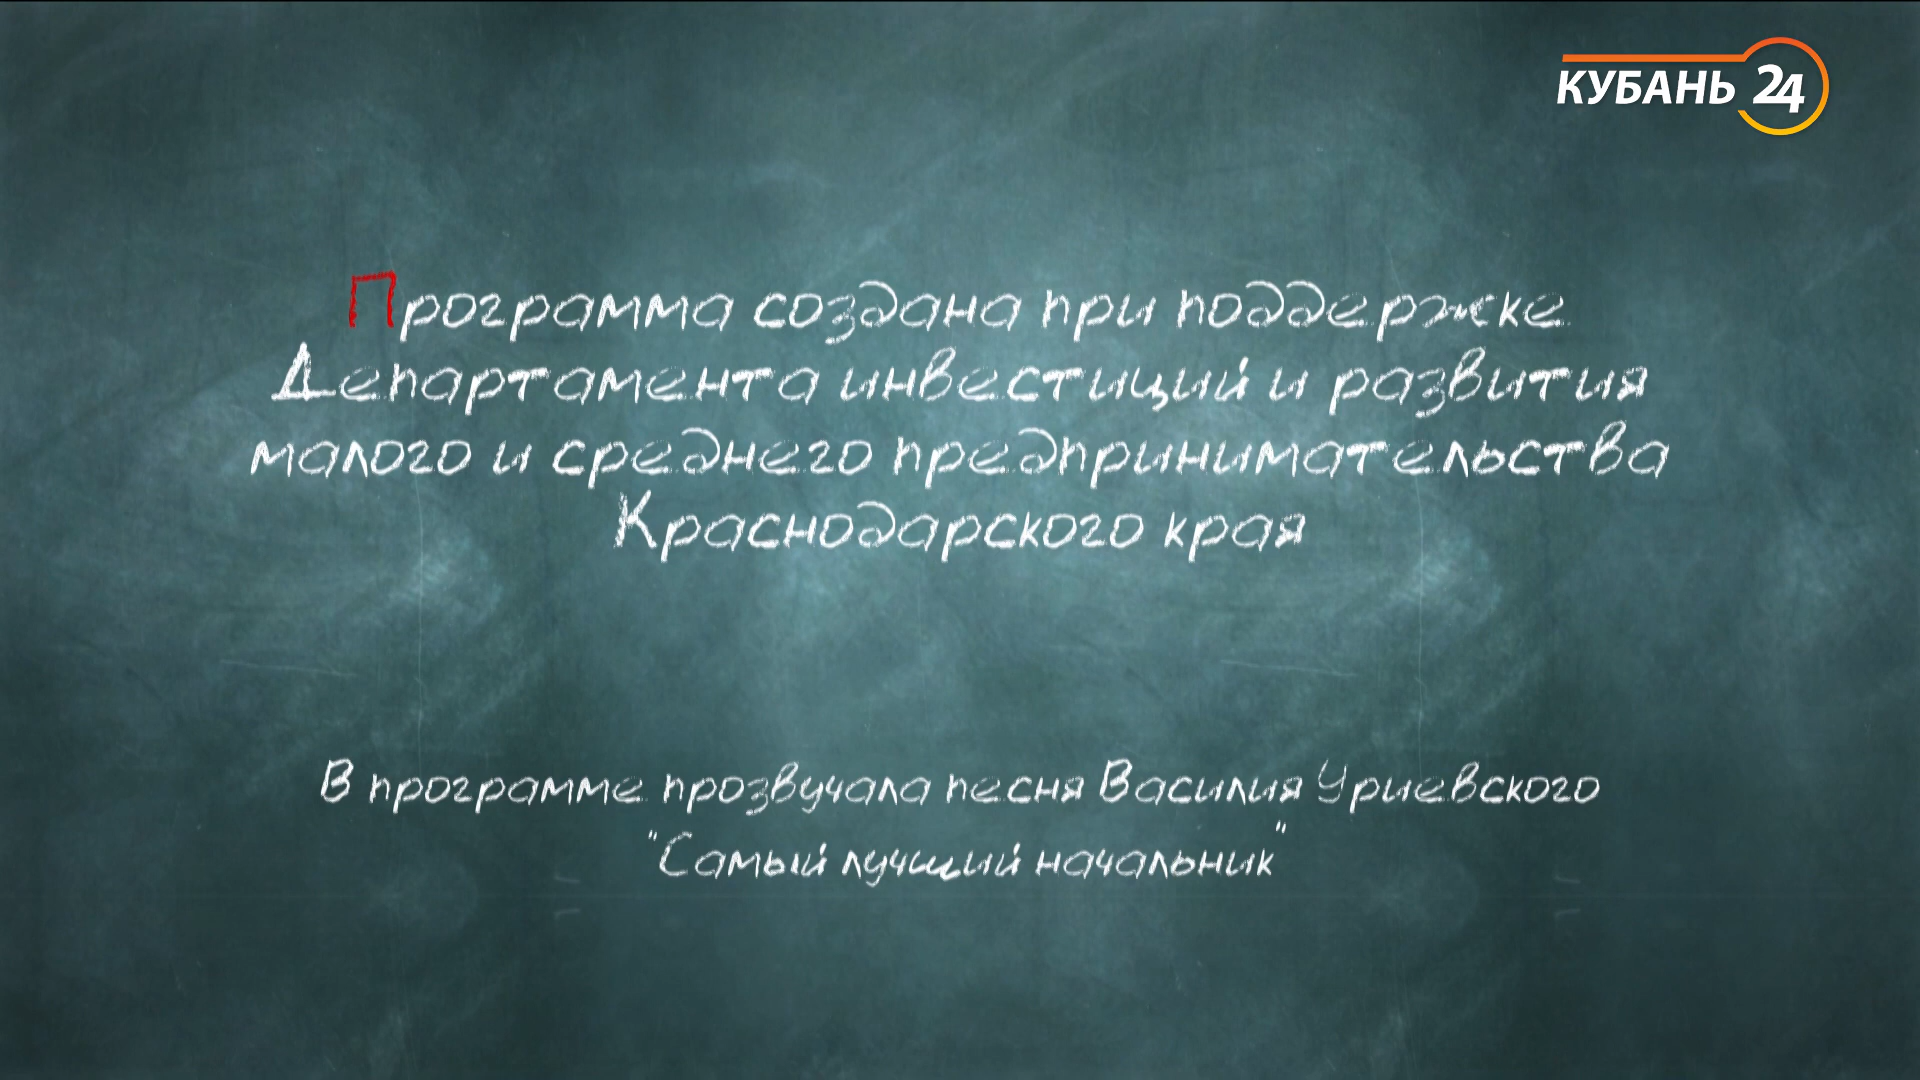 КУБАНЬ 24
Программа создана при поддержке
Департамента инвестиций и развития
малого и среднего предпринимательства
Краснодарского края
В программе прозвучала песня Василия Уриевского
"Самый лучший начальник"